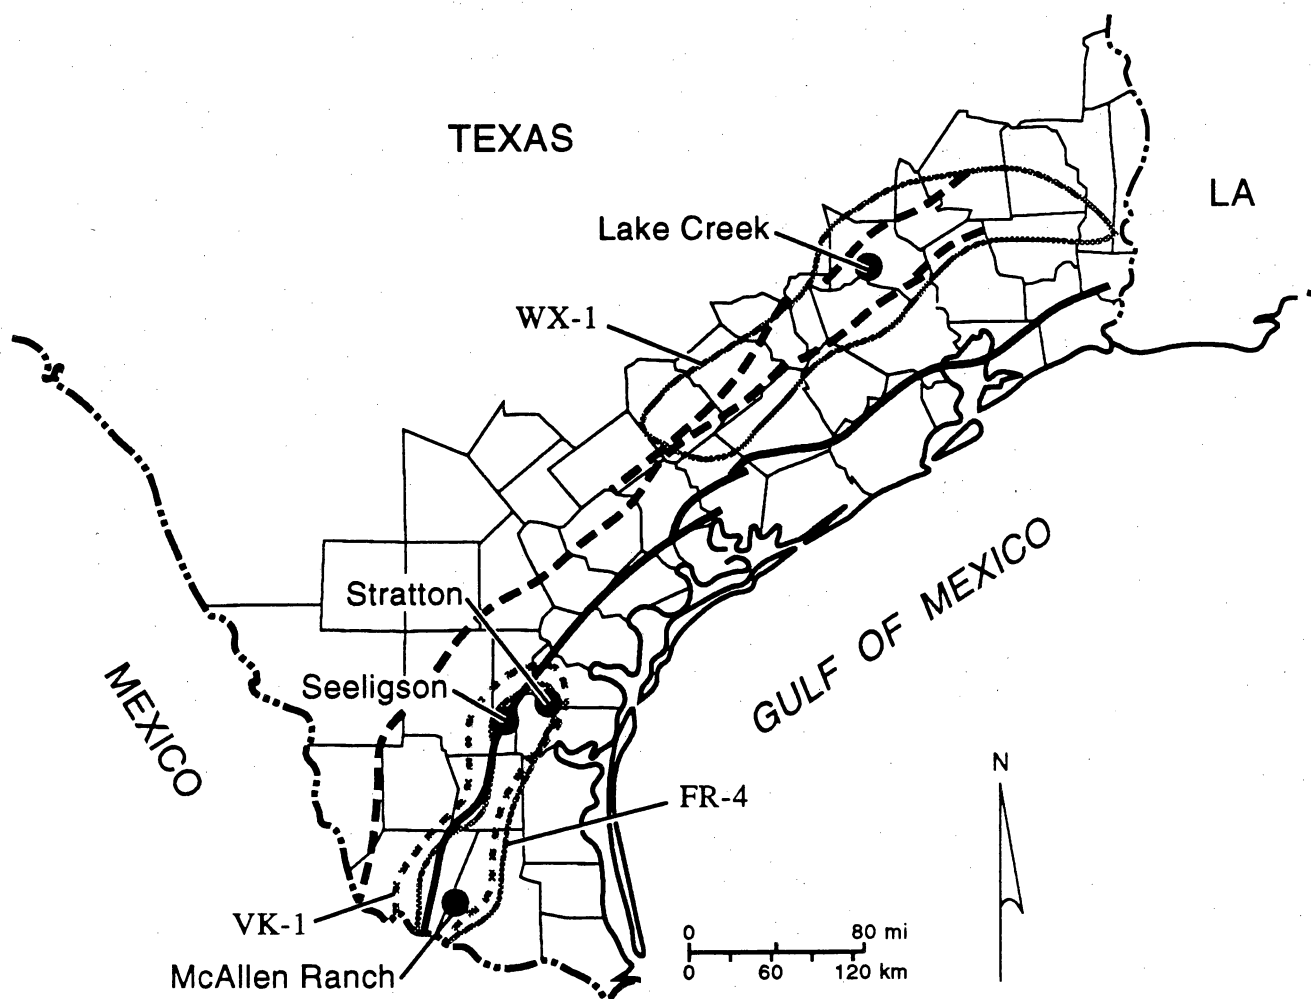 TEXAS
LA
Lake Creek
WX-1
Stratton
GULF OF MEXICO
MEXICO
Seeligson
N
FR-4
VK-1
0 80 mi
0 60 120 km
McAllen Ranch